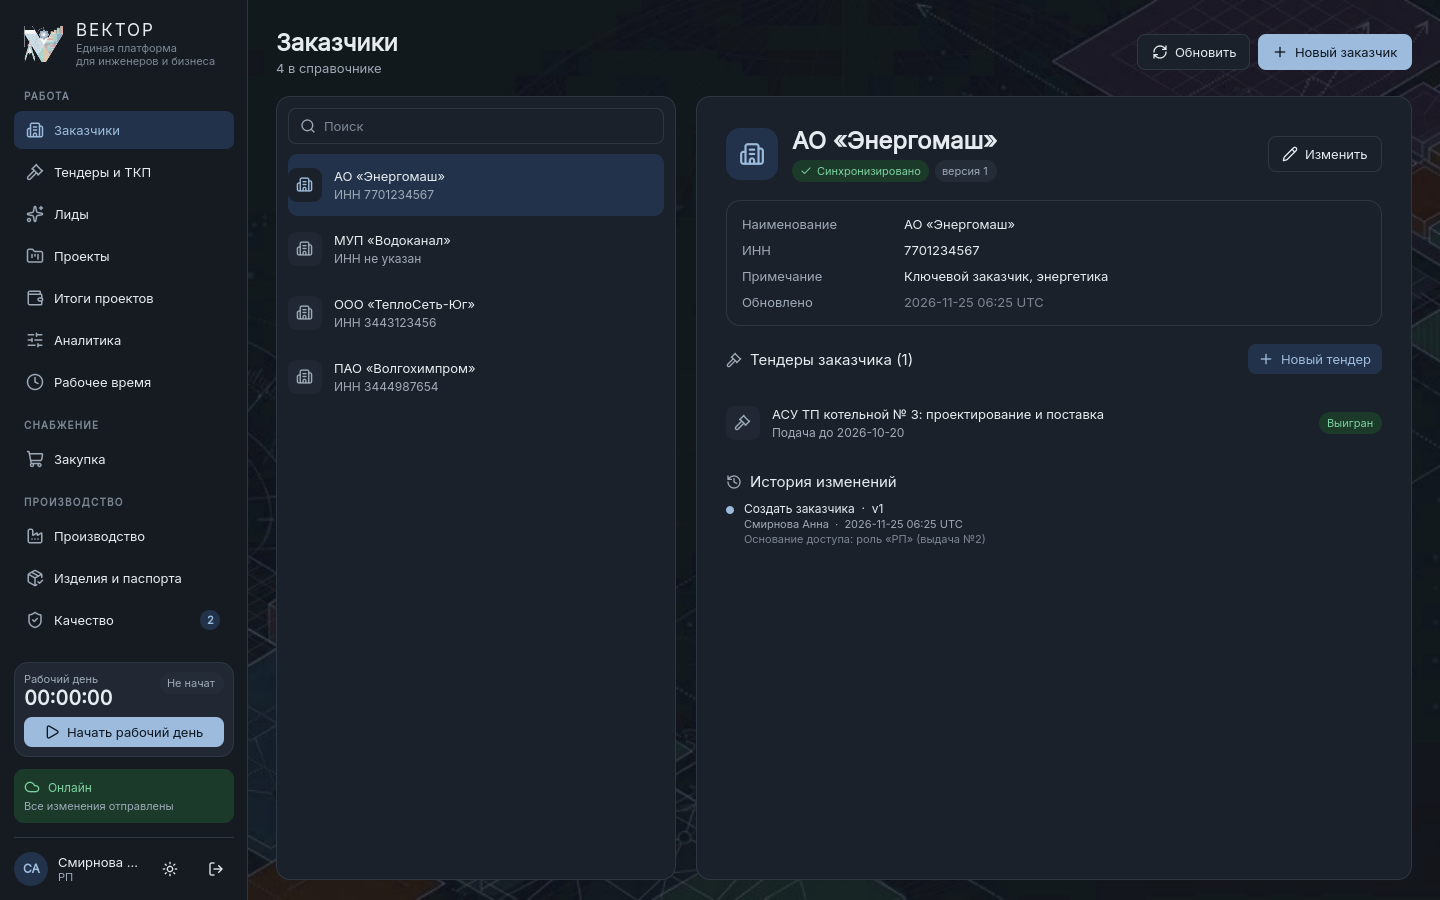 ВЕКТОР
Единая платформа
для инженеров и бизнеса
РАБОТА
Заказчики
Тендеры и ТКП
Лиды
Проекты
Итоги проектов
Аналитика
Рабочее время
СНАБЖЕНИЕ
Закупка
ПРОИЗВОДСТВО
Производство
Изделия и паспорта
Качество
2
Рабочий день
00:00:00
Не начат
Начать рабочий день
Онлайн
Все изменения отправлены
СА
Смирнова ...
РП
Заказчики
4 в справочнике
Обновить
Новый заказчик
Поиск
АО «Энергомаш»
ИНН 7701234567
МУП «Водоканал»
ИНН не указан
ООО «ТеплоСеть-Юг»
ИНН 3443123456
ПАО «Волгохимпром»
ИНН 3444987654
АО «Энергомаш»
Синхронизировано
версия 1
Изменить
Наименование АО «Энергомаш»
ИНН 7701234567
Примечание Ключевой заказчик, энергетика
Обновлено 2026-11-25 06:25 UTC
Тендеры заказчика (1)
Новый тендер
АСУ ТП котельной № 3: проектирование и поставка
Подача до 2026-10-20
Выигран
История изменений
Создать заказчика · v1
Смирнова Анна · 2026-11-25 06:25 UTC
Основание доступа: роль «РП» (выдача №2)